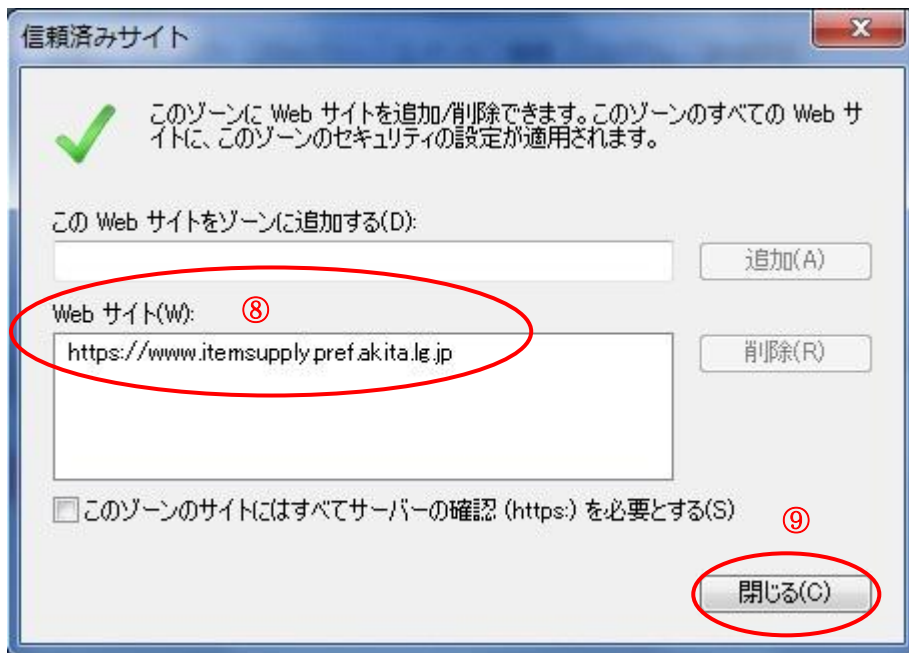 信頼済みサイト
このゾーンに Web サイトを追加/削除できます。このゾーンのすべての Web サ
イトに、このゾーンのセキュリティの設定が適用されます。
この Web サイトをゾーンに追加する(D):
追加(A)
Web サイト(W):
⑧
https://www.itemsupply.pref.akita.lg.jp
削除(R)
このゾーンのサイトにはすべてサーバーの確認 (https:) を必要とする(S)
⑨
閉じる(C)